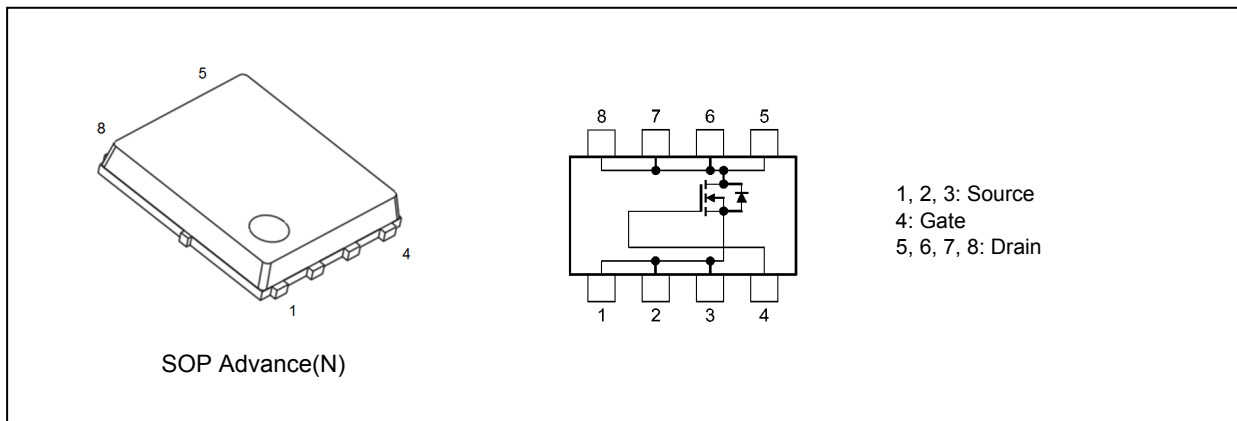 5
8
4
1
SOP Advance(N)
8 7 6 5
1 2 3 4
1, 2, 3: Source
4: Gate
5, 6, 7, 8: Drain